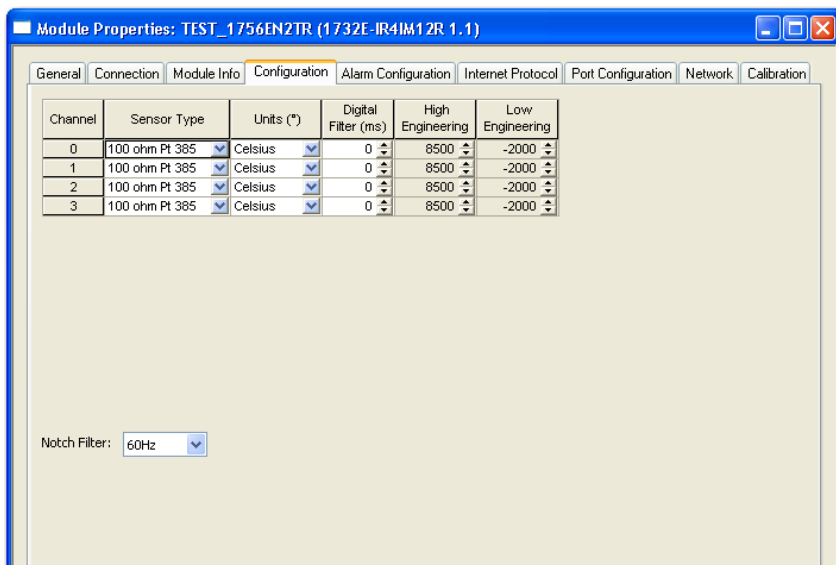 Module Properties: TEST_1756EN2TR (1732E-IR4IM12R 1.1)
General Connection Module Info Configuration Alarm Configuration Internet Protocol Port Configuration Network Calibration
Channel Sensor Type Units (°) Digital Filter (ms) High Engineering Low Engineering
0 100 ohm Pt 385 Celsius 0 8500 -2000
1 100 ohm Pt 385 Celsius 0 8500 -2000
2 100 ohm Pt 385 Celsius 0 8500 -2000
3 100 ohm Pt 385 Celsius 0 8500 -2000
Notch Filter: 60Hz